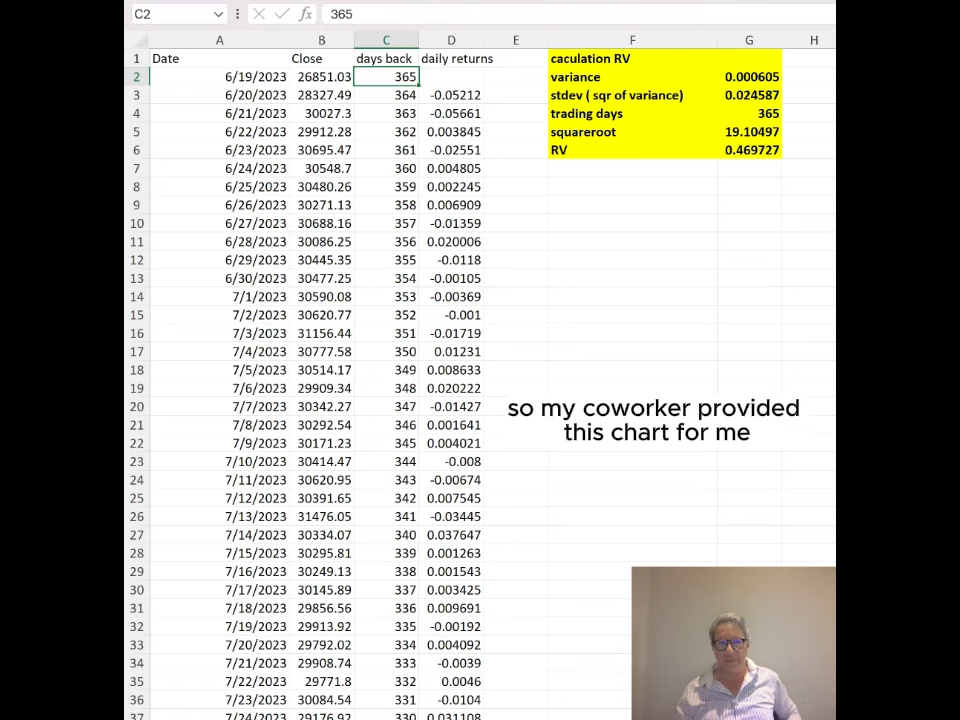 C2 365
A B C D E F G H
1 Date Close days back daily returns caculation RV
2 6/19/2023 26851.03 365 variance 0.000605
3 6/20/2023 28327.49 364 -0.05212 stdev ( sqr of variance) 0.024587
4 6/21/2023 30027.3 363 -0.05661 trading days 365
5 6/22/2023 29912.28 362 0.003845 squareroot 19.10497
6 6/23/2023 30695.47 361 -0.02551 RV 0.469727
7 6/24/2023 30548.7 360 0.004805
8 6/25/2023 30480.26 359 0.002245
9 6/26/2023 30271.13 358 0.006909
10 6/27/2023 30688.16 357 -0.01359
11 6/28/2023 30086.25 356 0.020006
12 6/29/2023 30445.35 355 -0.0118
13 6/30/2023 30477.25 354 -0.00105
14 7/1/2023 30590.08 353 -0.00369
15 7/2/2023 30620.77 352 -0.001
16 7/3/2023 31156.44 351 -0.01719
17 7/4/2023 30777.58 350 0.01231
18 7/5/2023 30514.17 349 0.008633
19 7/6/2023 29909.34 348 0.020222
20 7/7/2023 30342.27 347 -0.01427
21 7/8/2023 30292.54 346 0.001641
22 7/9/2023 30171.23 345 0.004021
23 7/10/2023 30414.47 344 -0.008
24 7/11/2023 30620.95 343 -0.00674
25 7/12/2023 30391.65 342 0.007545
26 7/13/2023 31476.05 341 -0.03445
27 7/14/2023 30334.07 340 0.037647
28 7/15/2023 30295.81 339 0.001263
29 7/16/2023 30249.13 338 0.001543
30 7/17/2023 30145.89 337 0.003425
31 7/18/2023 29856.56 336 0.009691
32 7/19/2023 29913.92 335 -0.00192
33 7/20/2023 29792.02 334 0.004092
34 7/21/2023 29908.74 333 -0.0039
35 7/22/2023 29771.8 332 0.0046
36 7/23/2023 30084.54 331 -0.0104
37 7/24/2023 29176.92 330 0.031108
so my coworker provided
this chart for me